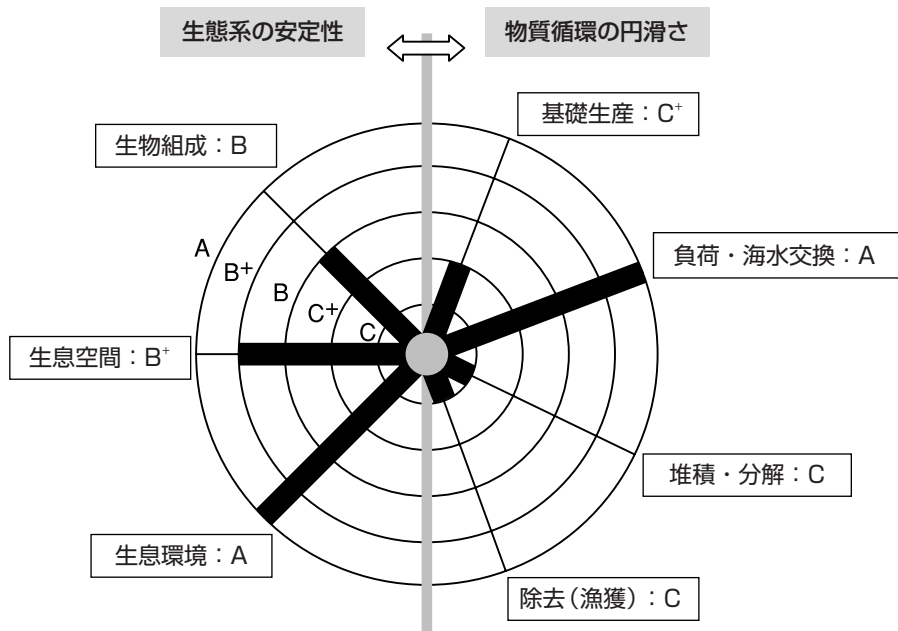 生態系の安定性
物質循環の円滑さ
基礎生産：C⁺
生物組成：B
負荷・海水交換：A
A
B⁺
B
C⁺
C
生息空間：B⁺
堆積・分解：C
生息環境：A
除去（漁獲）：C